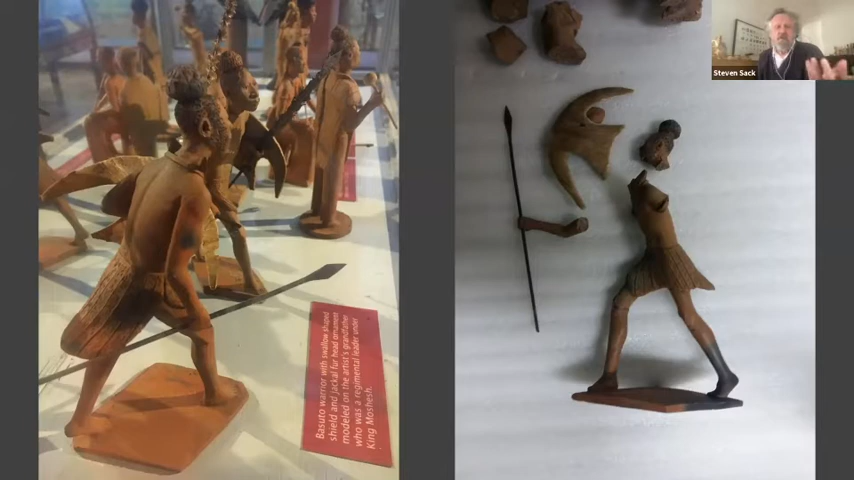 Steven Sack
Basuto warrior with swallow shaped
shield and jackal fur head ornament
modeled on the artist's grandfather
who was a regimental leader under
King Moshesh.